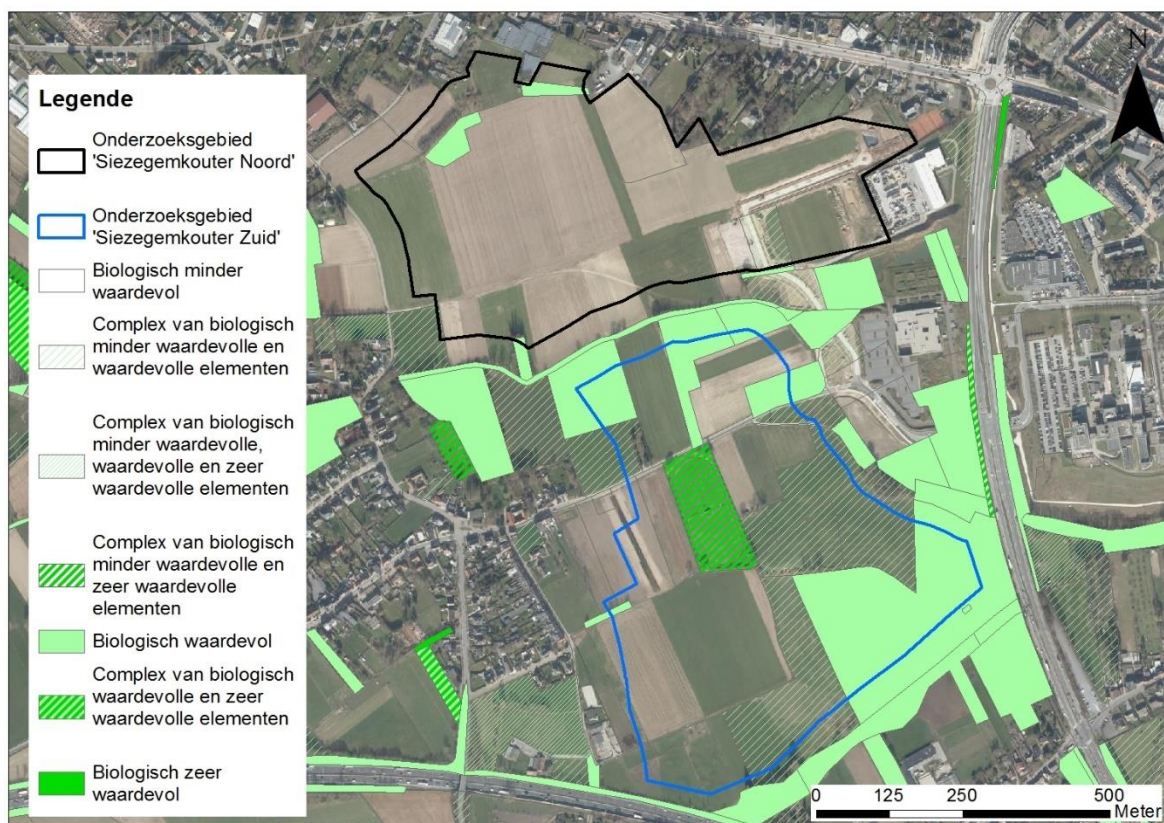 Legende
Onderzoeksgebied
'Siezegemkouter Noord'
Onderzoeksgebied
'Siezegemkouter Zuid'
Biologisch minder
waardevol
Complex van biologisch
minder waardevolle en
waardevolle elementen
Complex van biologisch
minder waardevolle,
waardevolle en zeer
waardevolle elementen
Complex van biologisch
minder waardevolle en
zeer waardevolle
elementen
Biologisch waardevol
Complex van biologisch
waardevolle en zeer
waardevolle elementen
Biologisch zeer
waardevol
N
0 125 250 500
Meter